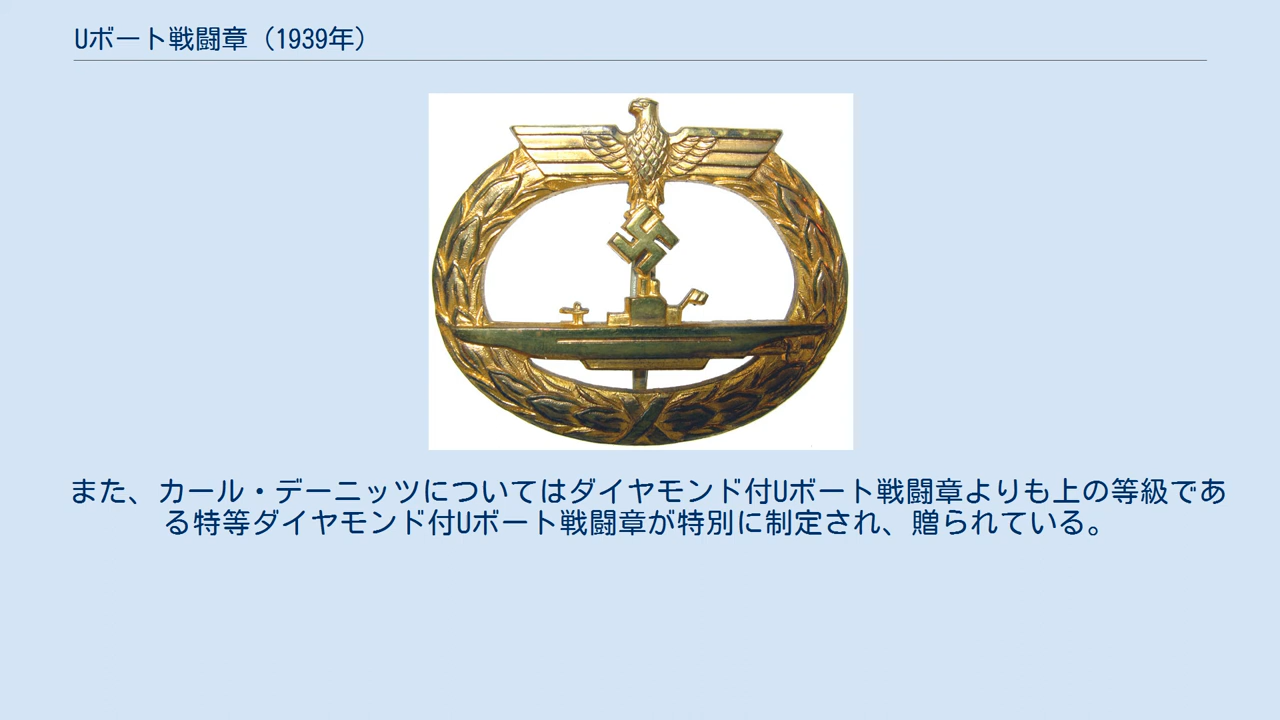 Uボート戦闘章（1939年）
また、カール・デーニッツについてはダイヤモンド付Uボート戦闘章よりも上の等級であ
る特等ダイヤモンド付Uボート戦闘章が特別に制定され、贈られている。